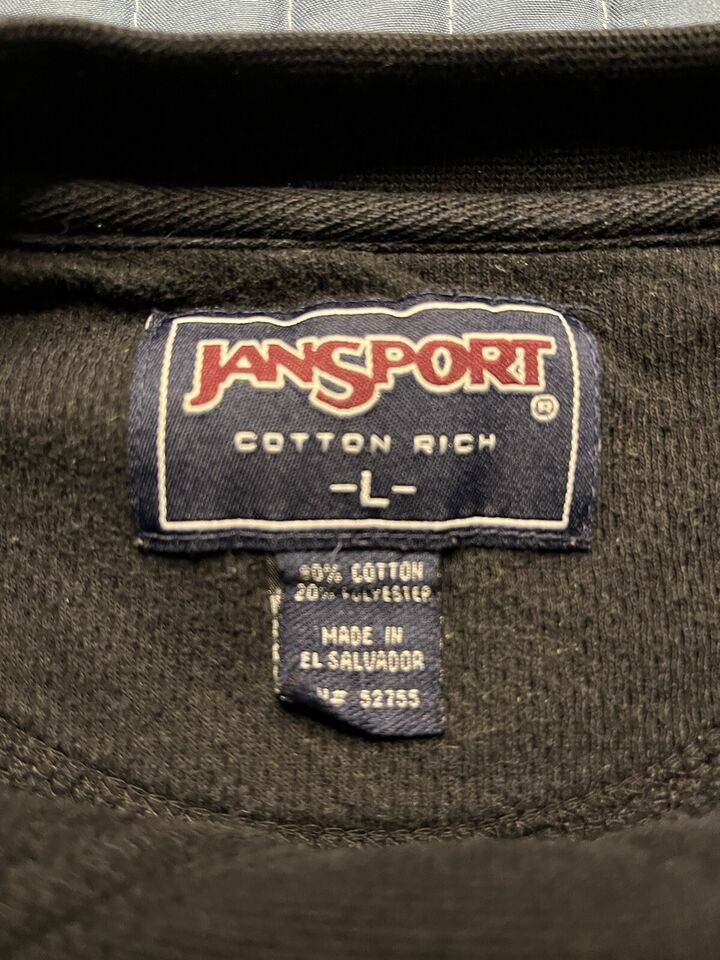 JANSPORT®
COTTON RICH
-L-
80% COTTON
20% POLYESTER
MADE IN
EL SALVADOR
52755